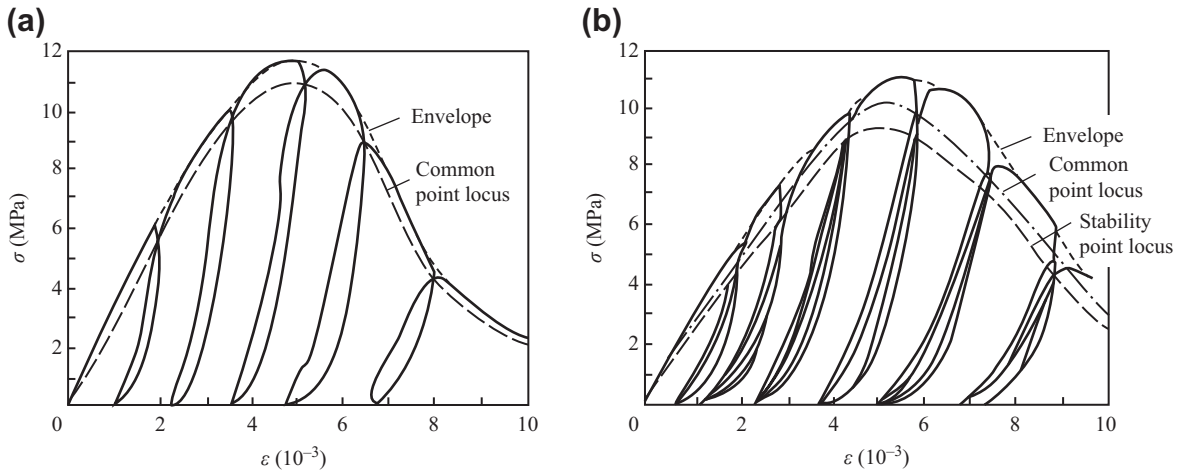 (a)
12
10
8
6
4
2
0
2
4
6
8
10
σ (MPa)
ε (10⁻³)
Envelope
Common
point locus
(b)
12
10
8
6
4
2
0
2
4
6
8
10
σ (MPa)
ε (10⁻³)
Envelope
Common
point locus
Stability
point locus